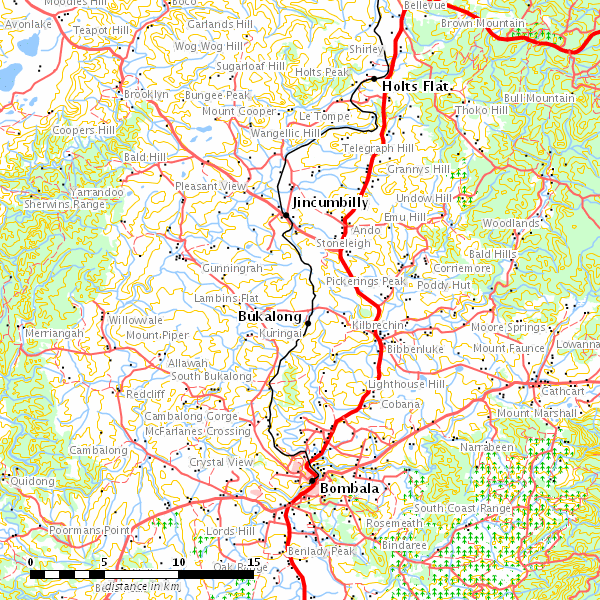 Moodies Hill
Boco
Bellevue
Avonlake
Teapot Hill
Garlands Hill
Brown Mountain
Wog Wog Hill
Shirley
Sugarloaf Hill
Holts Peak
Holts Flat
Brooklyn
Bungee Peak
Bull Mountain
Mount Cooper
Le Tompe
Thoko Hill
Coopers Hill
Wangellic Hill
Telegraph Hill
Bald Hill
Grannys Hill
Pleasant View
Yarrandoo
Undow Hill
Sherwins Range
Jincumbilly
Emu Hill
Woodlands
Ando
Stoneleigh
Bald Hills
Gunningrah
Corriemore
Pickerings Peak
Poddy Hut
Lambins Flat
Bukalong
Willowvale
Kilbrechin
Moore Springs
Merriangah
Mount Piper
Kuringai
Bibbenluke
Mount Faunce
Lowanna
Allawah
South Bukalong
Lighthouse Hill
Redcliff
Cathcart
Cobana
Cambalong Gorge
Mount Marshall
McFarlanes Crossing
Cambalong
Narrabeen
Crystal View
Quidong
Bombala
South Coast Range
Poormans Point
Lords Hill
Rosemeath
Bindaree
Benlady Peak
0 5 10 15
distance in km